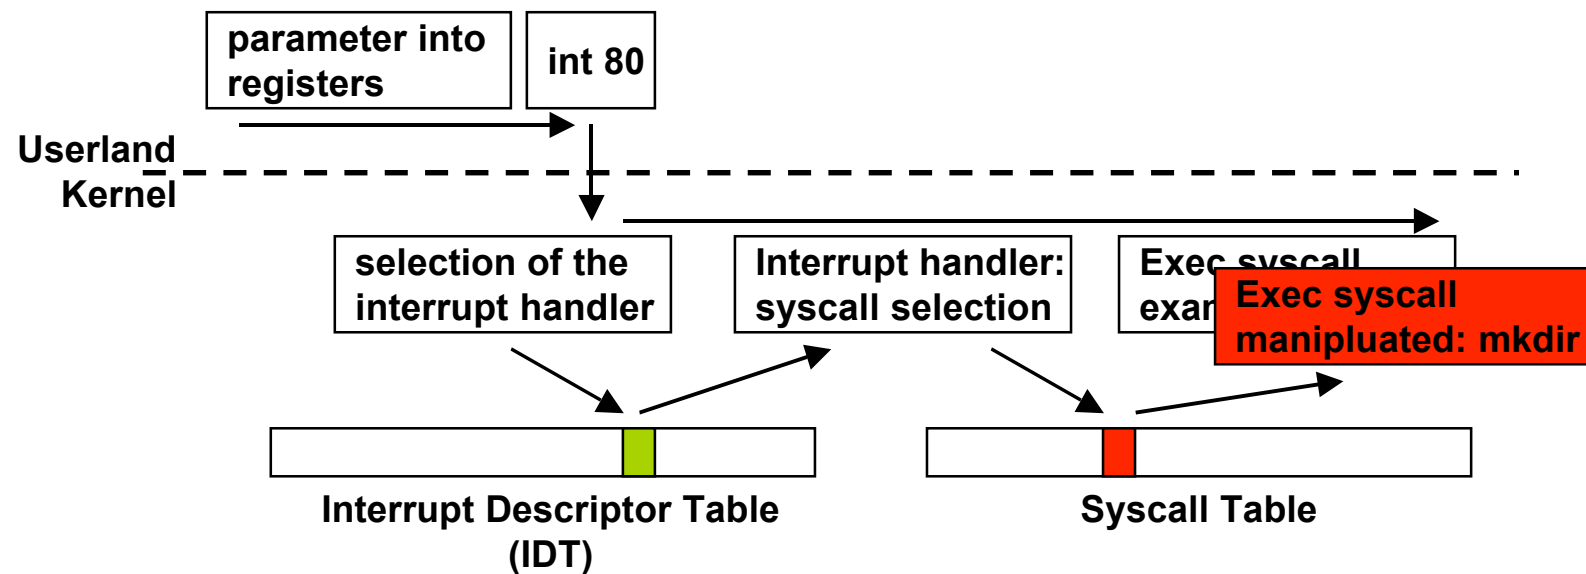 parameter into
registers
int 80
Userland
Kernel
selection of the
interrupt handler
Interrupt handler:
syscall selection
Exec syscall
Exec syscall
manipluated: mkdir
Interrupt Descriptor Table
(IDT)
Syscall Table